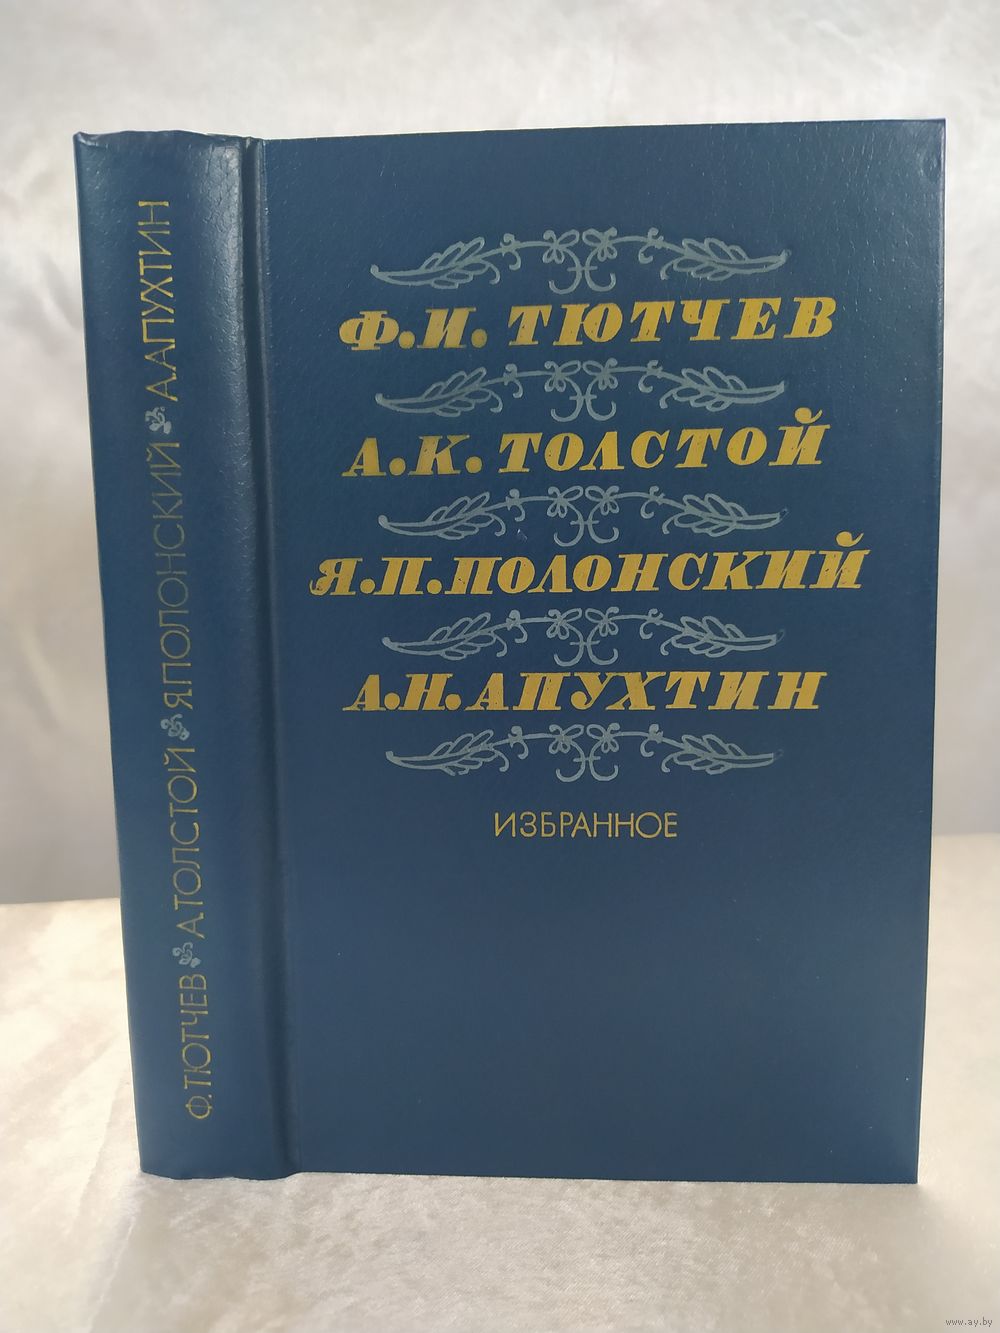 Ф.И. ТЮТЧЕВ
А.К. ТОЛСТОЙ
Я.П. ПОЛОНСКИЙ
А.Н. АПУХТИН
ИЗБРАННОЕ
Ф. ТЮТЧЕВ А. ТОЛСТОЙ Я. ПОЛОНСКИЙ А. АПУХТИН
www.ay.by